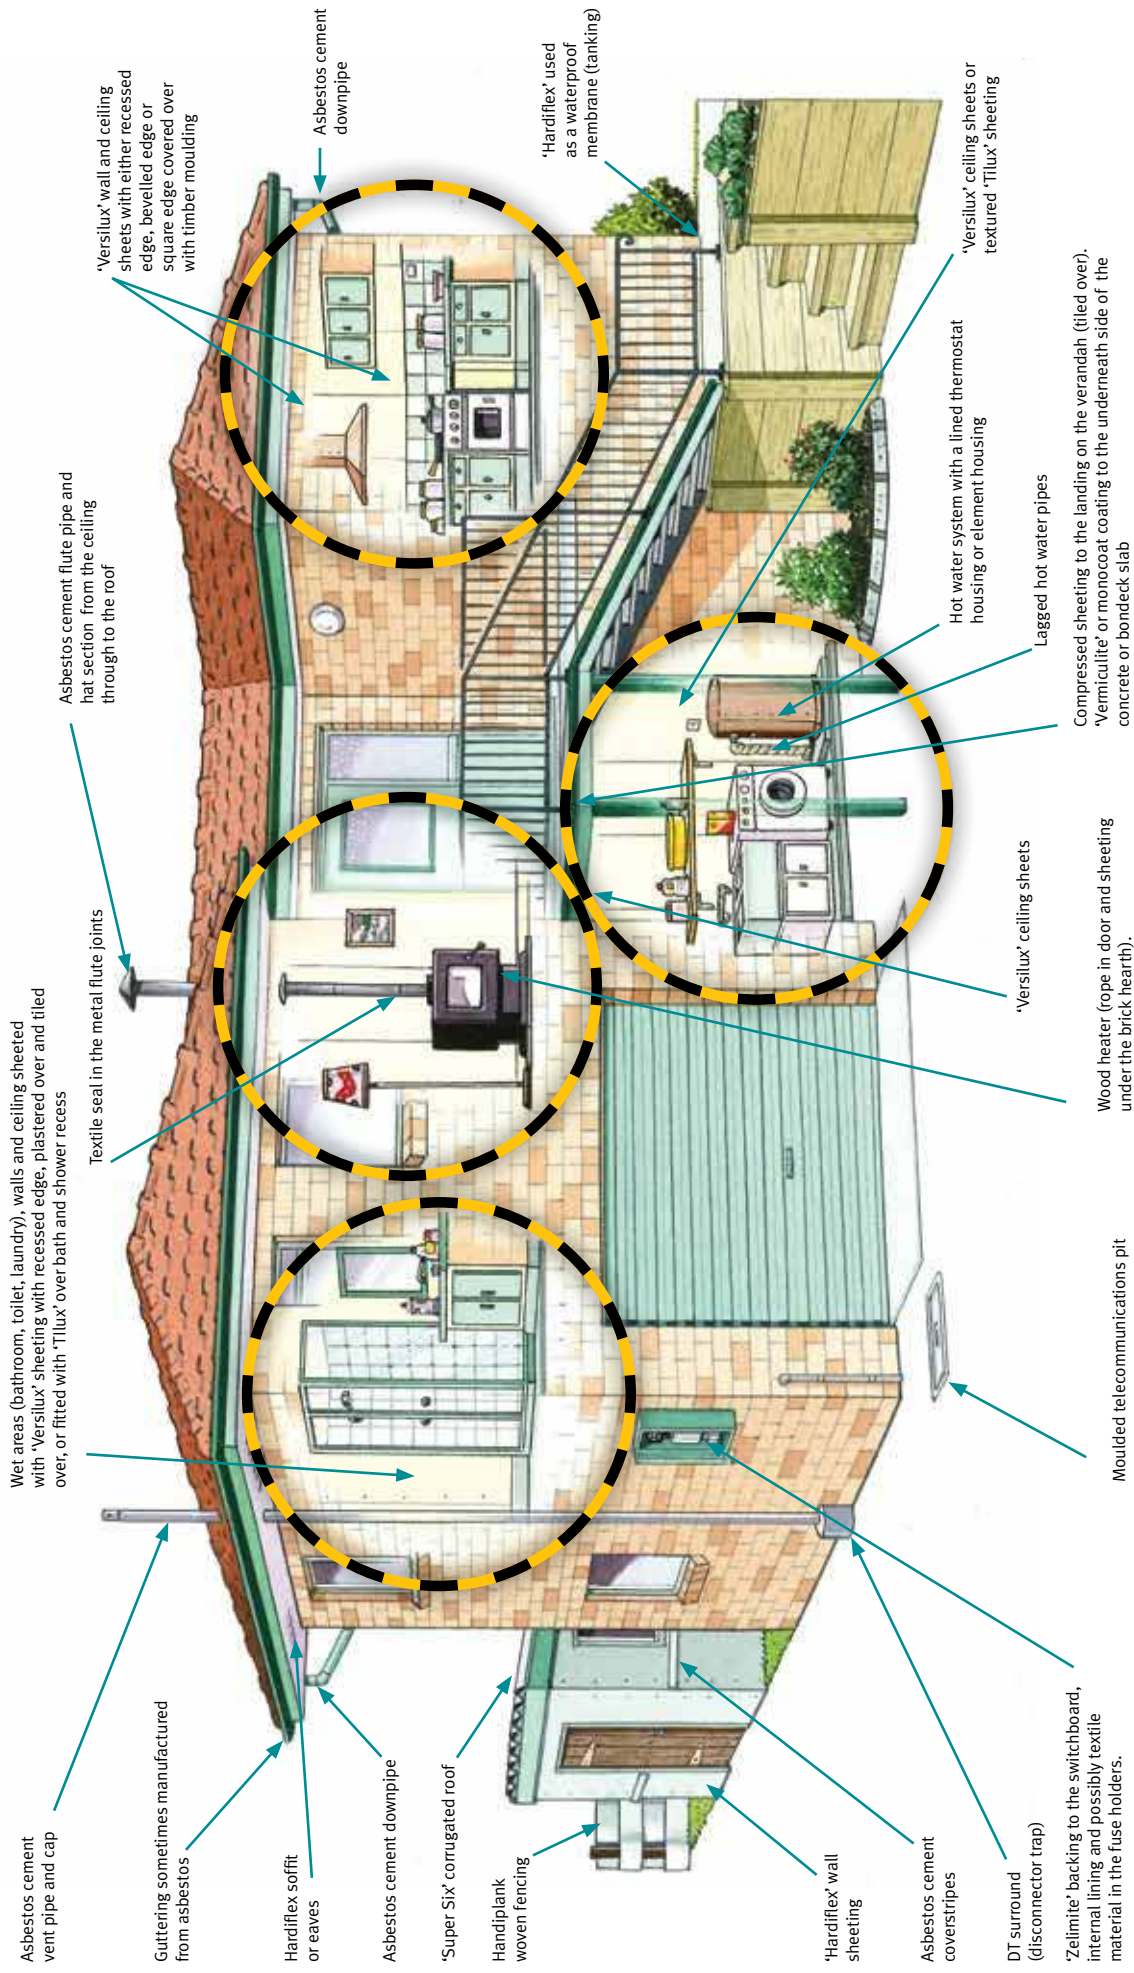 Asbestos cement
vent pipe and cap
Wet areas (bathroom, toilet, laundry), walls and ceiling sheeted
with ‘Versilux’ sheeting with recessed edge, plastered over and tiled
over, or fitted with ‘TIlux’ over bath and shower recess
Textile seal in the metal flute joints
Asbestos cement flute pipe and
hat section from the ceiling
through to the roof
‘Versilux’ wall and ceiling
sheets with either recessed
edge, bevelled edge or
square edge covered over
with timber moulding
Asbestos cement
downpipe
Guttering sometimes manufactured
from asbestos
Hardiflex soffit
or eaves
Asbestos cement downpipe
‘Super Six’ corrugated roof
Handiplank
woven fencing
‘Hardiflex’ used
as a waterproof
membrane (tanking)
‘Hardiflex’ wall
sheeting
Asbestos cement
coverstripes
DT surround
(disconnector trap)
‘Zelimite’ backing to the switchboard,
internal lining and possibly textile
material in the fuse holders.
Moulded telecommunications pit
Wood heater (rope in door and sheeting
under the brick hearth).
‘Versilux’ ceiling sheets
Compressed sheeting to the landing on the verandah (tiled over).
‘Vermiculite’ or monocoat coating to the underneath side of the
concrete or bondeck slab
Lagged hot water pipes
Hot water system with a lined thermostat
housing or element housing
‘Versilux’ ceiling sheets or
textured ‘Tilux’ sheeting